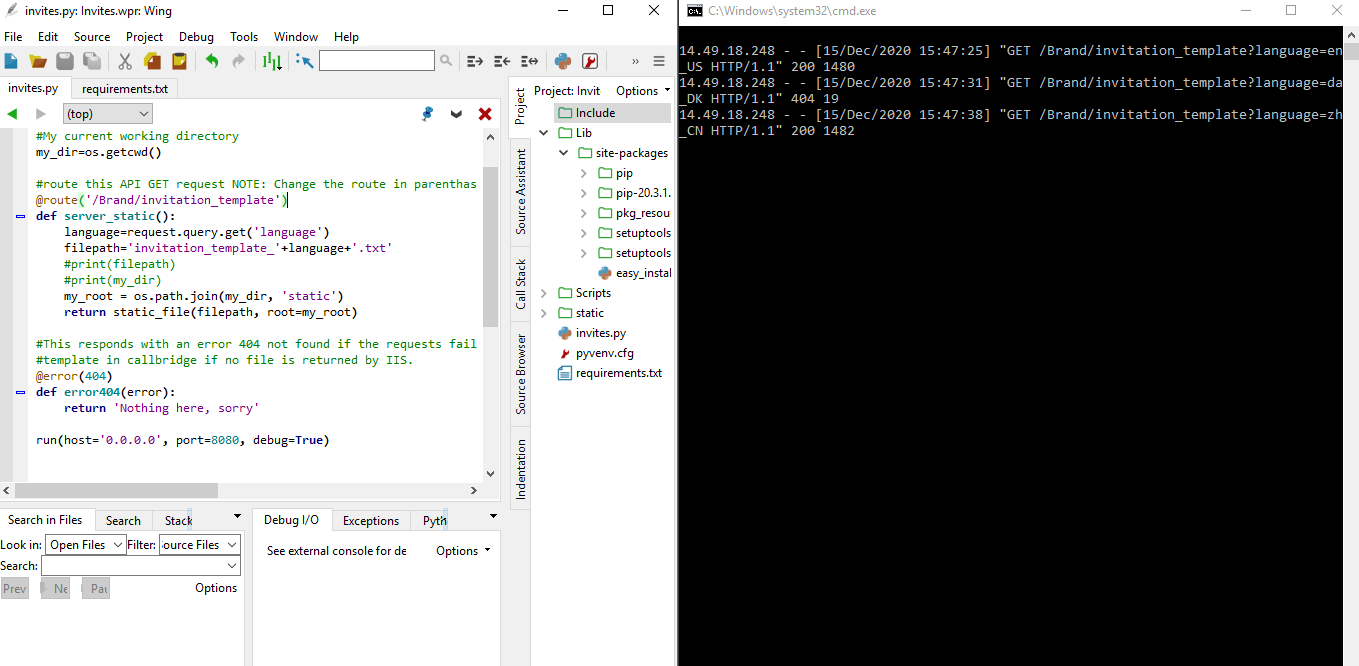 invites.py: Invites.wpr: Wing
File Edit Source Project Debug Tools Window Help
invites.py requirements.txt
(top)
#My current working directory
my_dir=os.getcwd()
#route this API GET request NOTE: Change the route in parenthas
@route('/Brand/invitation_template')
def server_static():
language=request.query.get('language')
filepath='invitation_template_'+language+'.txt'
#print(filepath)
#print(my_dir)
my_root = os.path.join(my_dir, 'static')
return static_file(filepath, root=my_root)
#This responds with an error 404 not found if the requests fail
#template in callbridge if no file is returned by IIS.
@error(404)
def error404(error):
return 'Nothing here, sorry'
run(host='0.0.0.0', port=8080, debug=True)
Project
Source Assistant
Call Stack
Source Browser
Indentation
Project: Invit Options
Include
Lib
site-packages
pip
pip-20.3.1.
pkg_resou
setuptools
setuptools
easy_instal
Scripts
static
invites.py
pyvenv.cfg
requirements.txt
Search in Files Search Stack
Look in: Open Files Filter: ource Files
Search:
Prev Ne Pau Options
Debug I/O Exceptions Pyth
See external console for de Options
C:\Windows\system32\cmd.exe
14.49.18.248 - - [15/Dec/2020 15:47:25] "GET /Brand/invitation_template?language=en
_US HTTP/1.1" 200 1480
14.49.18.248 - - [15/Dec/2020 15:47:31] "GET /Brand/invitation_template?language=da
_DK HTTP/1.1" 404 19
14.49.18.248 - - [15/Dec/2020 15:47:38] "GET /Brand/invitation_template?language=zh
_CN HTTP/1.1" 200 1482